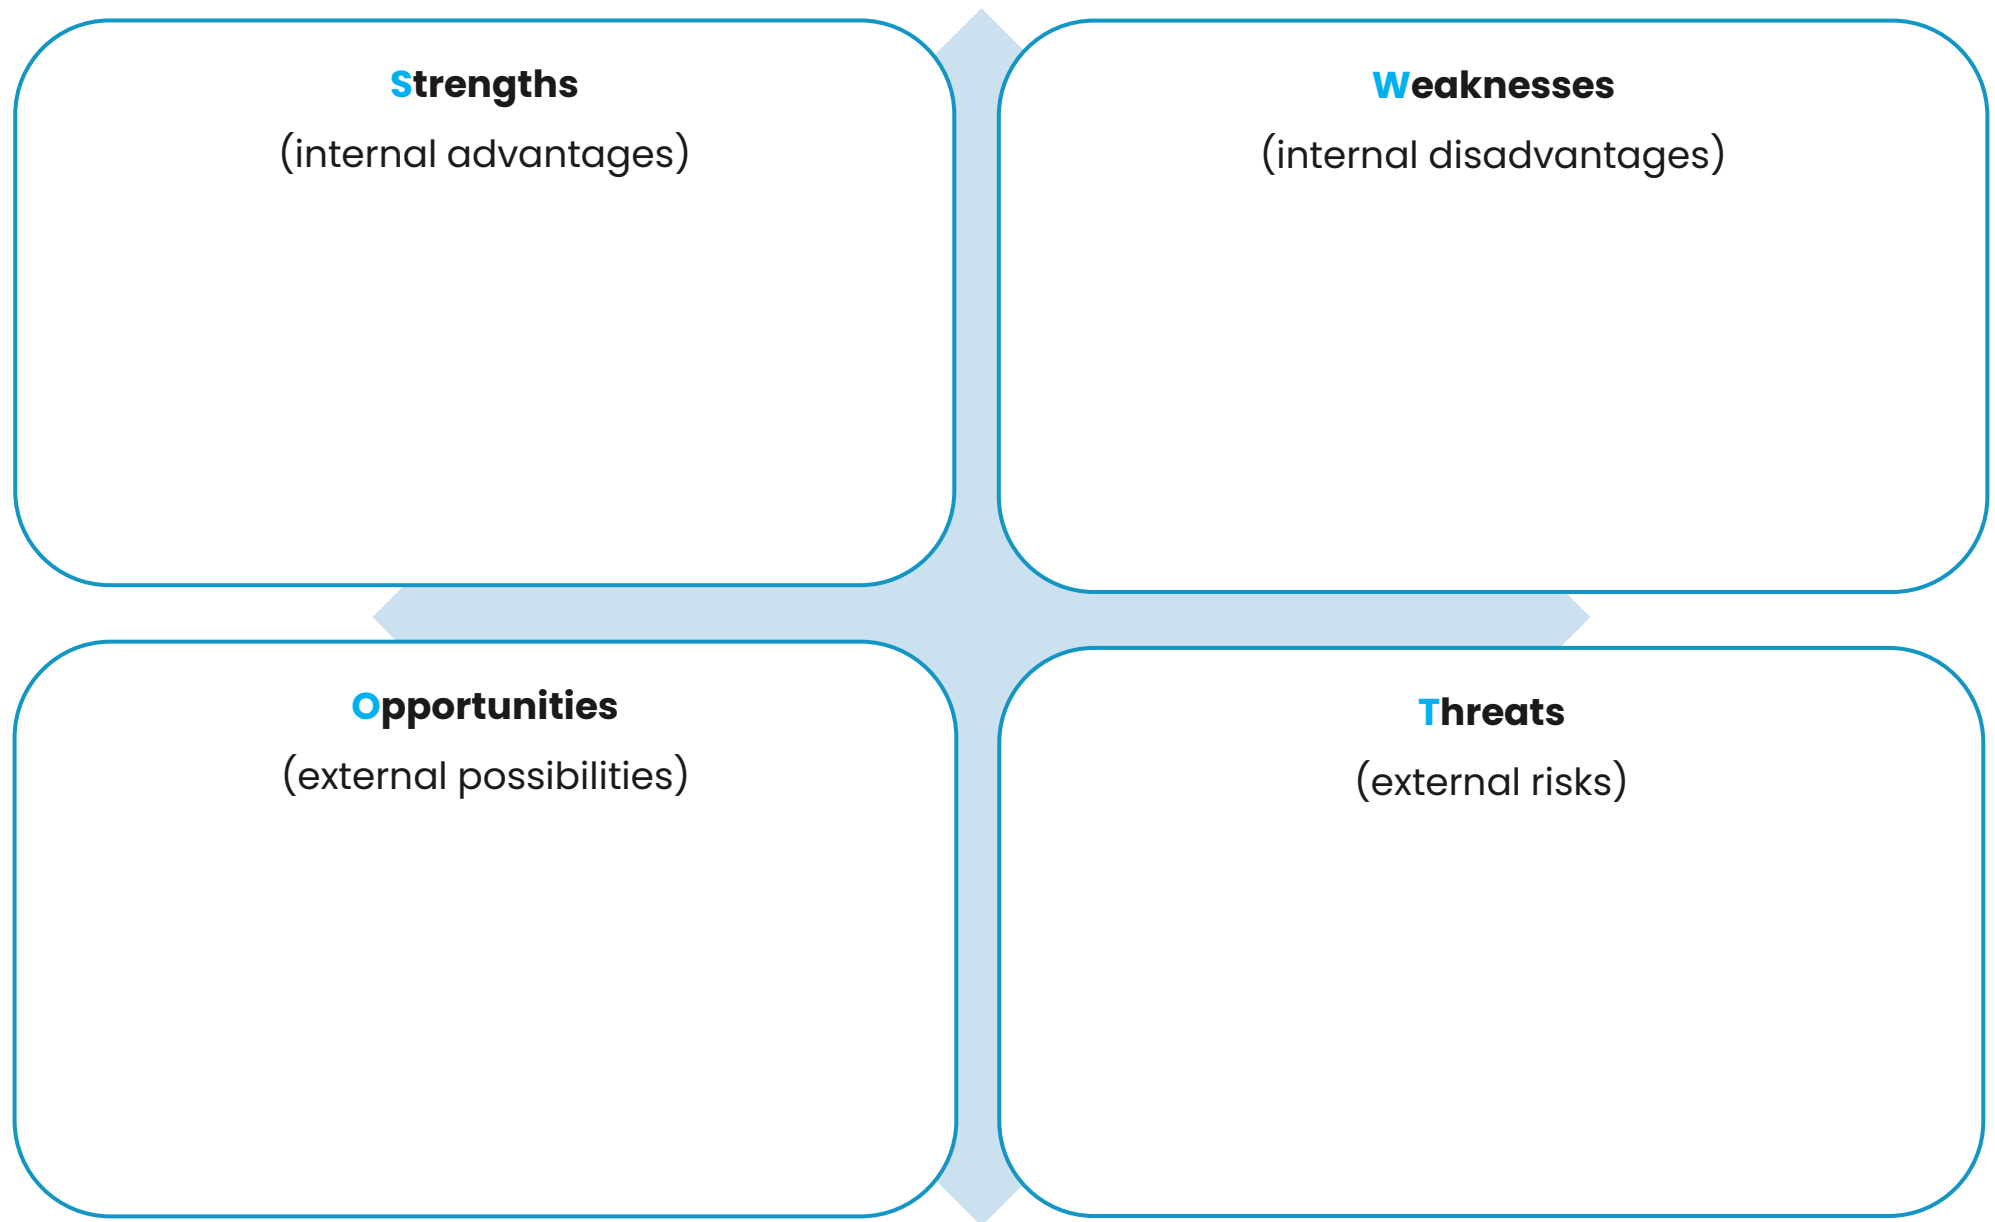 Strengths
(internal advantages)
Weaknesses
(internal disadvantages)
Opportunities
(external possibilities)
Threats
(external risks)